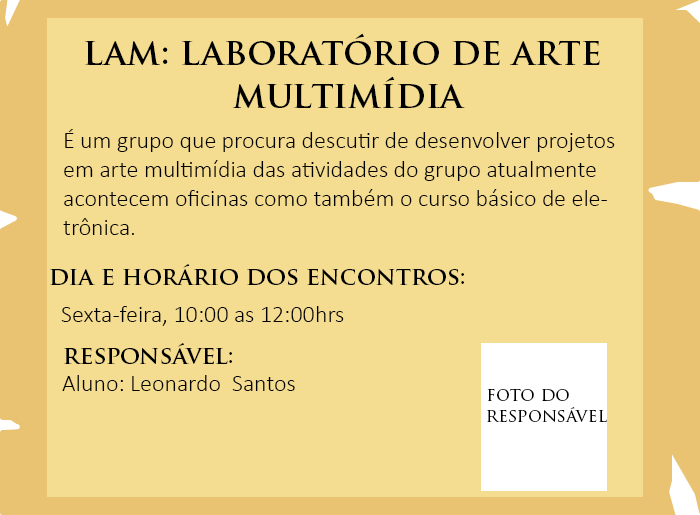 LAM: LABORATÓRIO DE ARTE
MULTIMÍDIA
É um grupo que procura descutir de desenvolver projetos
em arte multimídia das atividades do grupo atualmente
acontecem oficinas como também o curso básico de ele-
trônica.
DIA E HORÁRIO DOS ENCONTROS:
Sexta-feira, 10:00 as 12:00hrs
RESPONSÁVEL:
Aluno: Leonardo  Santos
FOTO DO
RESPONSÁVEL